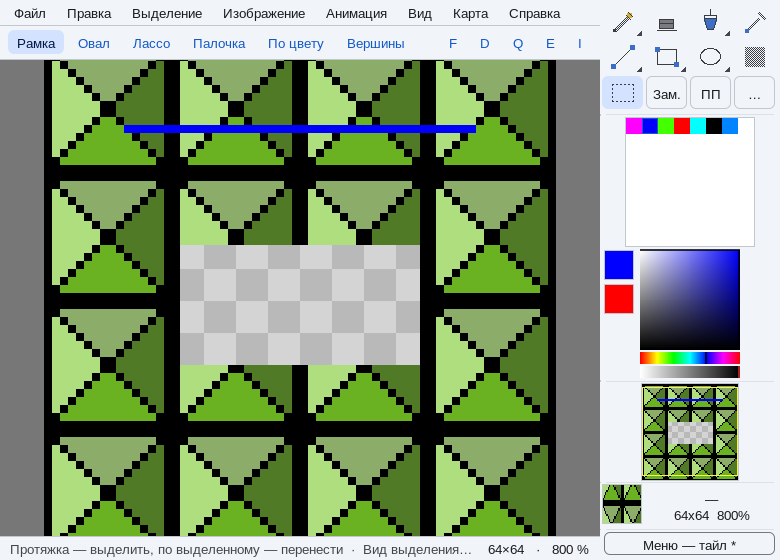 Файл Правка Выделение Изображение Анимация Вид Карта Справка
Рамка Овал Лассо Палочка По цвету Вершины F D Q E I
Зам. ПП ...
—
64x64 800%
Протяжка — выделить, по выделенному — перенести · Вид выделения… 64×64 · 800 %
Меню — тайл *